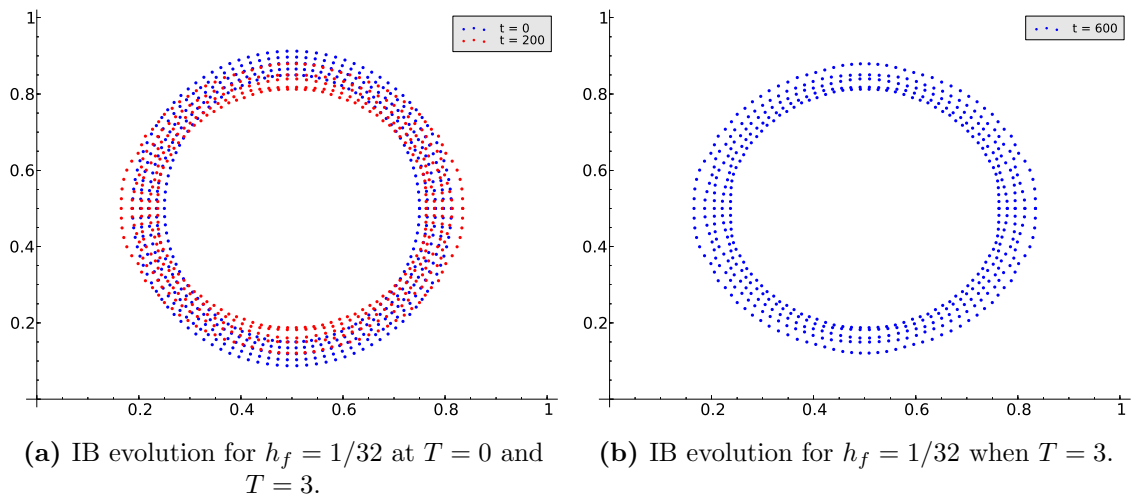 1
0.8
0.6
0.4
0.2
0.2 0.4 0.6 0.8 1
t = 0
t = 200
1
0.8
0.6
0.4
0.2
0.2 0.4 0.6 0.8 1
t = 600
(a) IB evolution for h_f = 1/32 at T = 0 and
T = 3.
(b) IB evolution for h_f = 1/32 when T = 3.